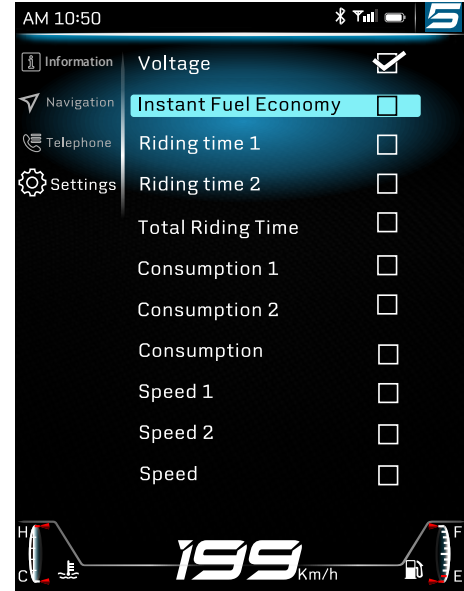 AM 10:50
Information
Navigation
Telephone
Settings
Voltage
Instant Fuel Economy
Riding time 1
Riding time 2
Total Riding Time
Consumption 1
Consumption 2
Consumption
Speed 1
Speed 2
Speed
H
C
199 Km/h
F
E